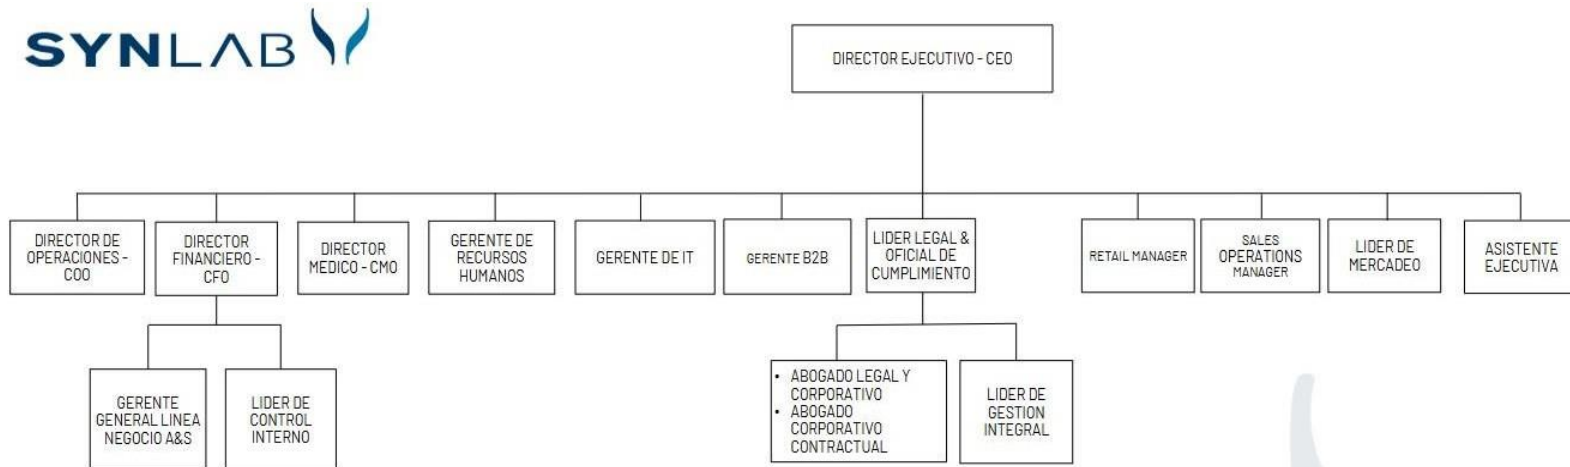 SYNLAB
DIRECTOR EJECUTIVO - CEO
DIRECTOR DE
OPERACIONES -
COO
DIRECTOR
FINANCIERO -
CFO
DIRECTOR
MEDICO - CMO
GERENTE DE
RECURSOS
HUMANOS
GERENTE DE IT
GERENTE B2B
LIDER LEGAL &
OFICIAL DE
CUMPLIMIENTO
RETAIL MANAGER
SALES
OPERATIONS
MANAGER
LIDER DE
MERCADEO
ASISTENTE
EJECUTIVA
GERENTE
GENERAL LINEA
NEGOCIO A&S
LIDER DE
CONTROL
INTERNO
• ABOGADO LEGAL Y
CORPORATIVO
• ABOGADO
CORPORATIVO
CONTRACTUAL
LIDER DE
GESTION
INTEGRAL